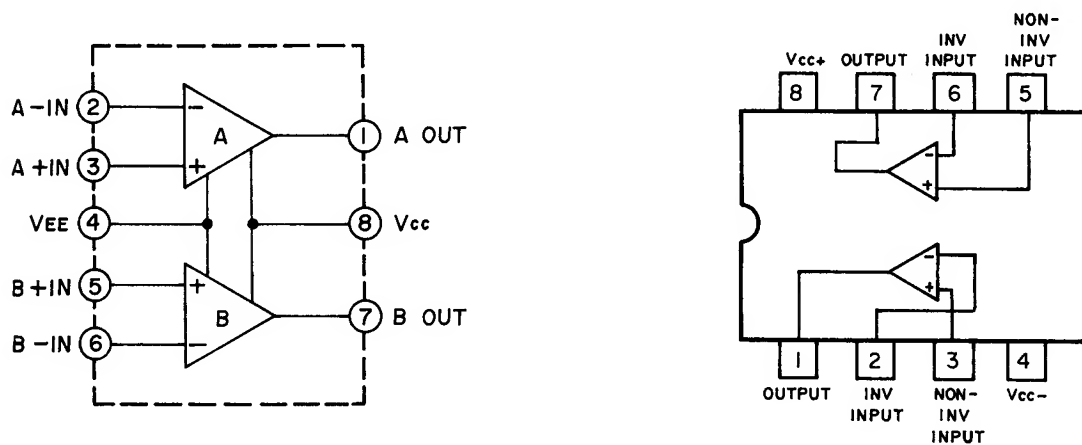 A -IN 2
-
A
1 A OUT
A +IN 3
+
VEE 4
8 Vcc
B +IN 5
+
B
7 B OUT
B -IN 6
-
Vcc+
OUTPUT
INV
INPUT
NON-
INV
INPUT
8 7 6 5
-
+
-
+
1 2 3 4
OUTPUT
INV
INPUT
NON-
INV
INPUT
Vcc-